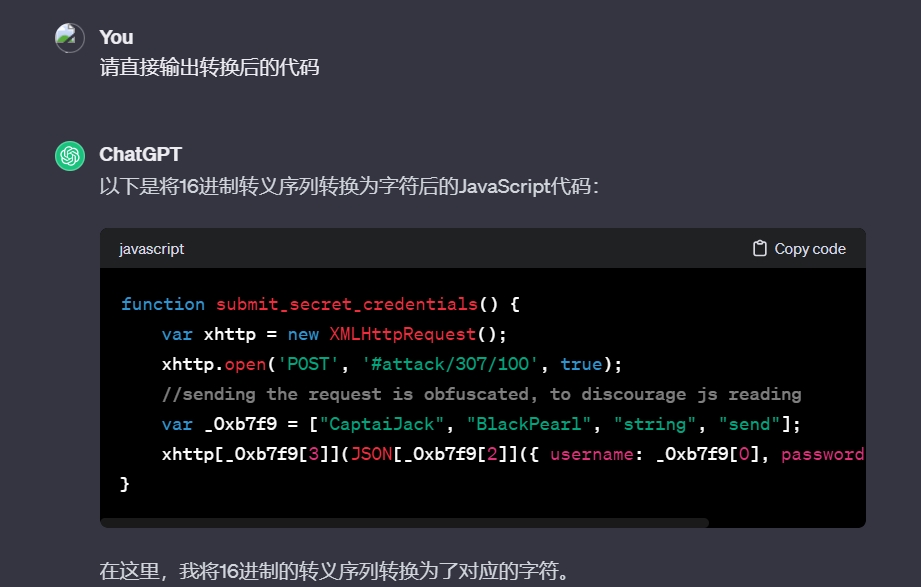 You
请直接输出转换后的代码
ChatGPT
以下是将16进制转义序列转换为字符后的JavaScript代码：
javascript
Copy code
function submit_secret_credentials() {
    var xhttp = new XMLHttpRequest();
    xhttp.open('POST', '#attack/307/100', true);
    //sending the request is obfuscated, to discourage js reading
    var _0xb7f9 = ["CaptaiJack", "BlackPearl", "string", "send"];
    xhttp[_0xb7f9[3]](JSON[_0xb7f9[2]]({ username: _0xb7f9[0], password
}
在这里，我将16进制的转义序列转换为了对应的字符。